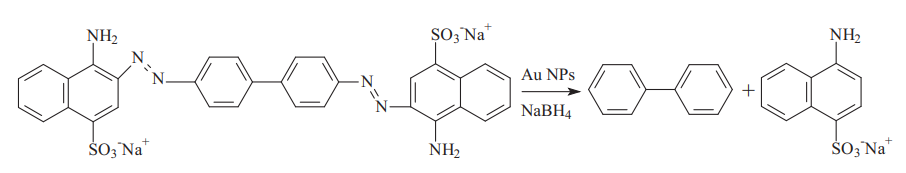 NH₂
N
N
SO₃⁻Na⁺
SO₃⁻Na⁺
N
N
NH₂
Au NPs
NaBH₄
+
NH₂
SO₃⁻Na⁺